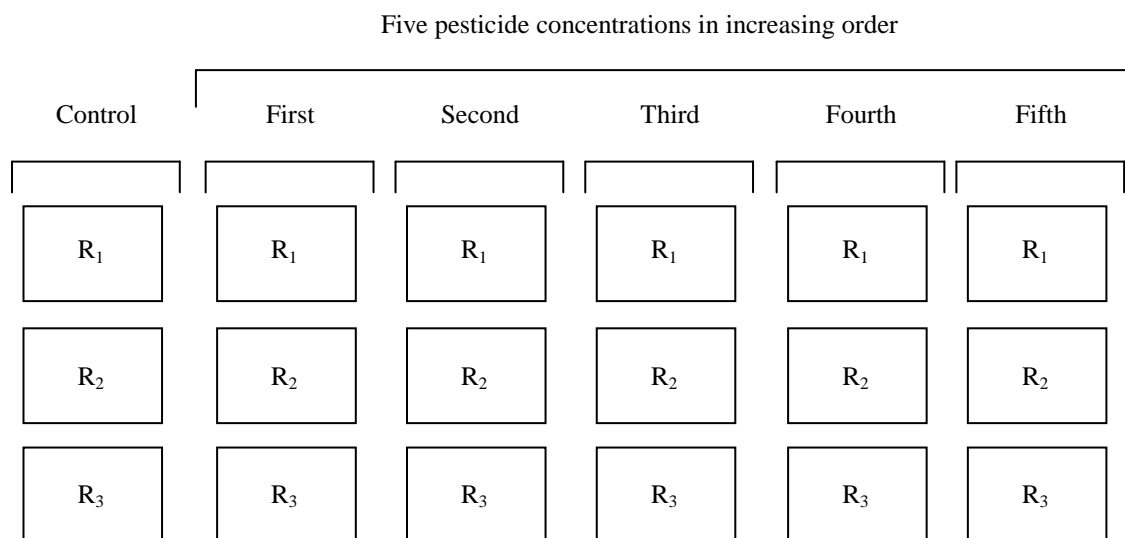 Five pesticide concentrations in increasing order
Control First Second Third Fourth Fifth
R₁ R₁ R₁ R₁ R₁ R₁
R₂ R₂ R₂ R₂ R₂ R₂
R₃ R₃ R₃ R₃ R₃ R₃